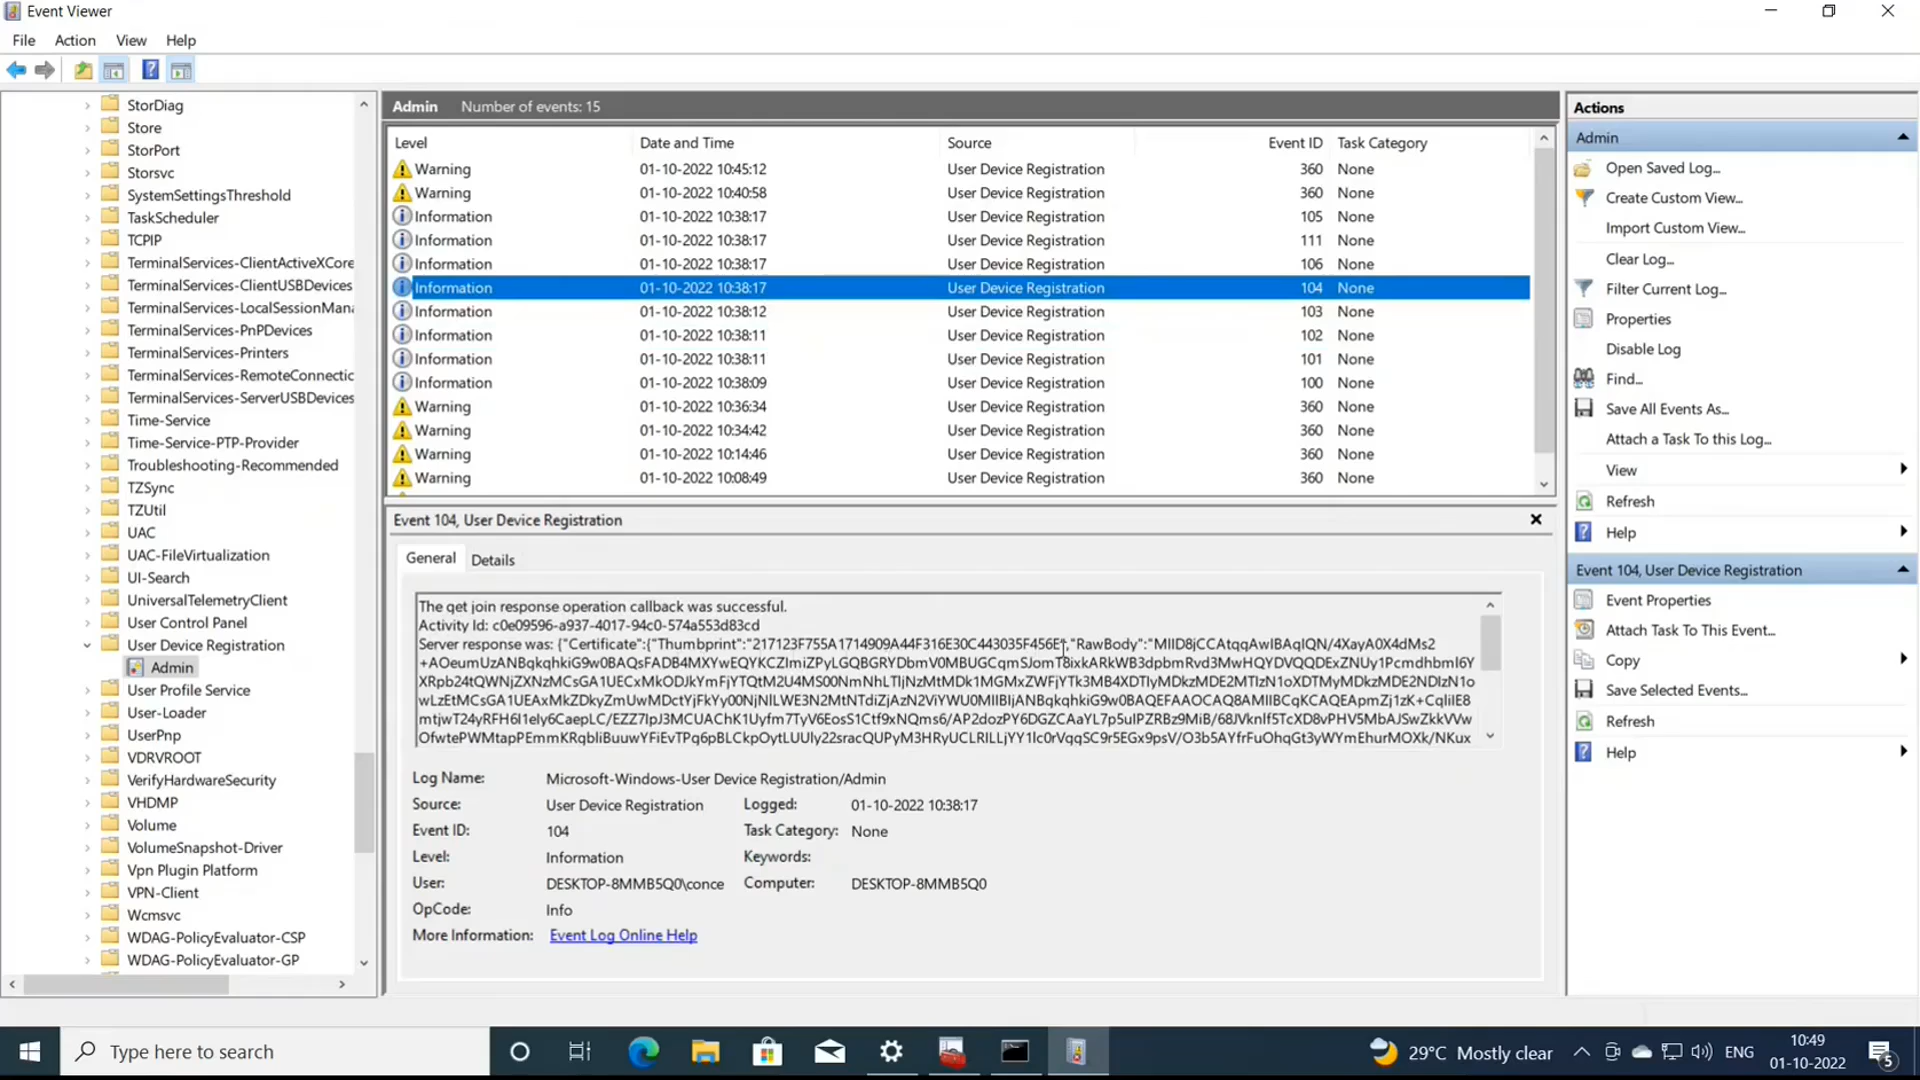 Event Viewer
File Action View Help
StorDiag
Store
StorPort
Storsvc
SystemSettingsThreshold
TaskScheduler
TCPIP
TerminalServices-ClientActiveXCore
TerminalServices-ClientUSBDevices
TerminalServices-LocalSessionMana
TerminalServices-PnPDevices
TerminalServices-Printers
TerminalServices-RemoteConnectic
TerminalServices-ServerUSBDevices
Time-Service
Time-Service-PTP-Provider
Troubleshooting-Recommended
TZSync
TZUtil
UAC
UAC-FileVirtualization
UI-Search
UniversalTelemetryClient
User Control Panel
User Device Registration
Admin
User Profile Service
User-Loader
UserPnp
VDRVROOT
VerifyHardwareSecurity
VHDMP
Volume
VolumeSnapshot-Driver
Vpn Plugin Platform
VPN-Client
Wcmsvc
WDAG-PolicyEvaluator-CSP
WDAG-PolicyEvaluator-GP
Admin Number of events: 15
Level Date and Time Source Event ID Task Category
Warning 01-10-2022 10:45:12 User Device Registration 360 None
Warning 01-10-2022 10:40:58 User Device Registration 360 None
Information 01-10-2022 10:38:17 User Device Registration 105 None
Information 01-10-2022 10:38:17 User Device Registration 111 None
Information 01-10-2022 10:38:17 User Device Registration 106 None
Information 01-10-2022 10:38:17 User Device Registration 104 None
Information 01-10-2022 10:38:12 User Device Registration 103 None
Information 01-10-2022 10:38:11 User Device Registration 102 None
Information 01-10-2022 10:38:11 User Device Registration 101 None
Information 01-10-2022 10:38:09 User Device Registration 100 None
Warning 01-10-2022 10:36:34 User Device Registration 360 None
Warning 01-10-2022 10:34:42 User Device Registration 360 None
Warning 01-10-2022 10:14:46 User Device Registration 360 None
Warning 01-10-2022 10:08:49 User Device Registration 360 None
Event 104, User Device Registration
General Details
The get join response operation callback was successful.
Activity Id: c0e09596-a937-4017-94c0-574a553d83cd
Server response was: {"Certificate":{"Thumbprint":"217123F755A1714909A44F316E30C443035F456E","RawBody":
Log Name: Microsoft-Windows-User Device Registration/Admin
Source: User Device Registration Logged: 01-10-2022 10:38:17
Event ID: 104 Task Category: None
Level: Information Keywords:
User: DESKTOP-8MMB5Q0\conce Computer: DESKTOP-8MMB5Q0
OpCode: Info
More Information: Event Log Online Help
Actions
Admin
Open Saved Log...
Create Custom View...
Import Custom View...
Clear Log...
Filter Current Log...
Properties
Disable Log
Find...
Save All Events As...
Attach a Task To this Log...
View
Refresh
Help
Event 104, User Device Registration
Event Properties
Attach Task To This Event...
Copy
Save Selected Events...
Refresh
Help
Type here to search
29°C Mostly clear
ENG
10:49
01-10-2022
5